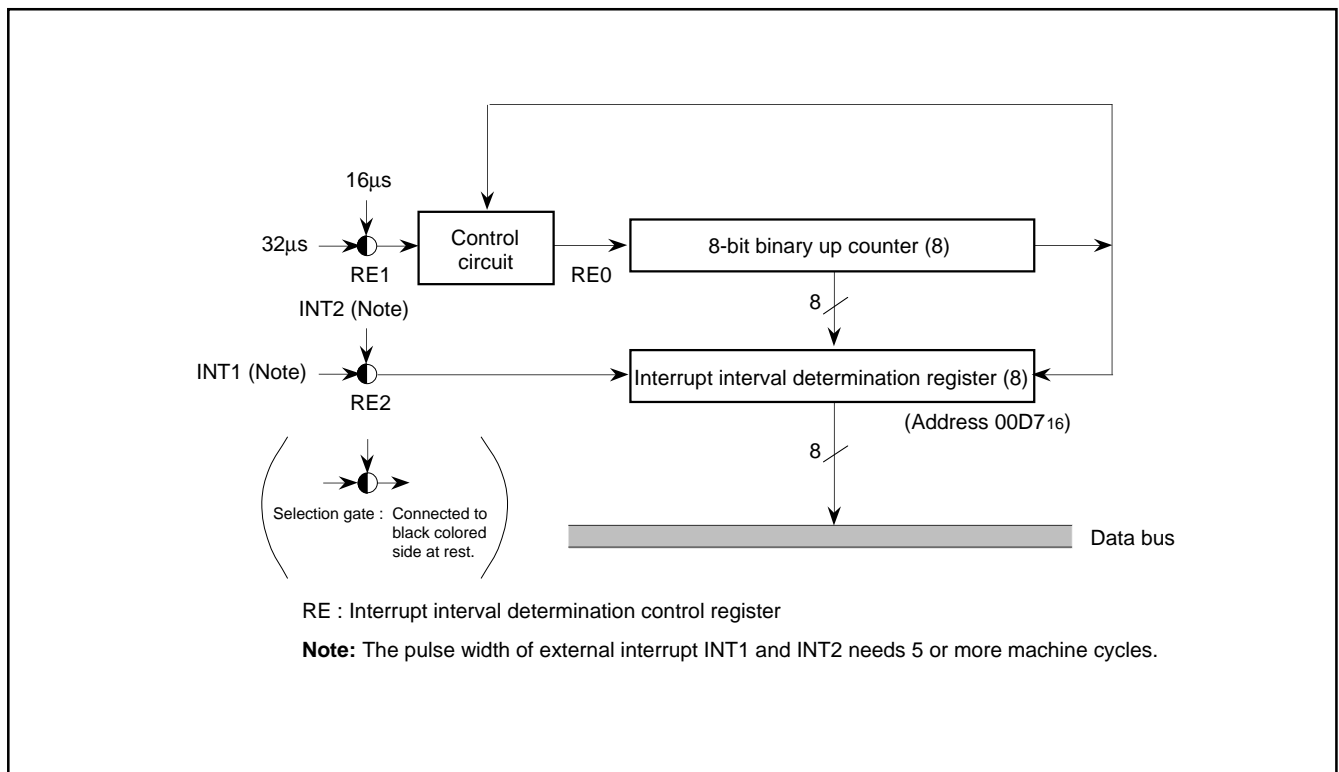 16μs
32μs
RE1
Control
circuit
RE0
8-bit binary up counter (8)
INT2 (Note)
8
INT1 (Note)
RE2
Interrupt interval determination register (8)
(Address 00D716)
8
Selection gate : Connected to
black colored
side at rest.
Data bus
RE : Interrupt interval determination control register
Note: The pulse width of external interrupt INT1 and INT2 needs 5 or more machine cycles.